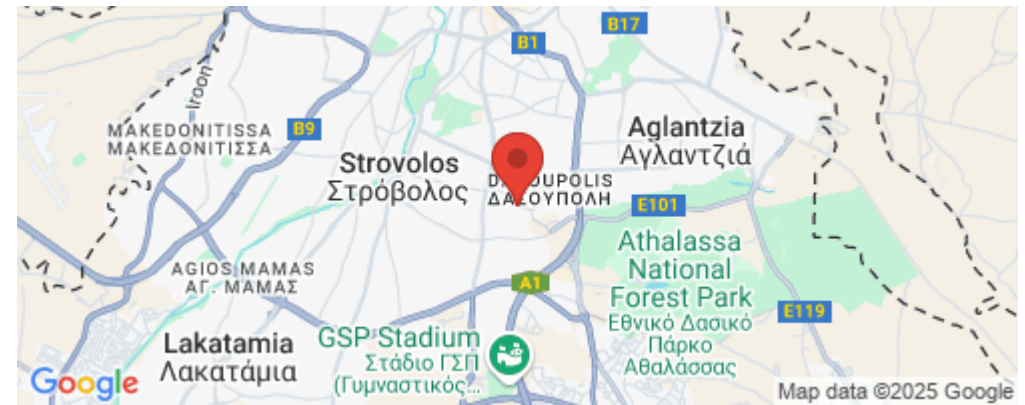 B17
B1
Iroon
MAKEDONITISSA
ΜΑΚΕΔΟΝΙΤΙΣΣΑ
B9
Aglantzia
Αγλαντζιά
Strovolos
Στρόβολος
ΔΑΣΟΥΠΟΛΗ
E101
Athalassa
National
Forest Park
Εθνικό Δασικό
Πάρκο
Αθαλάσσας
AGIOS MAMAS
ΑΓ. ΜΑΜΑΣ
A1
E119
Lakatamia
Λακατάμια
GSP Stadium
Στάδιο ΓΣΠ
(Γυμναστικός...
Google
Map data ©2025 Google